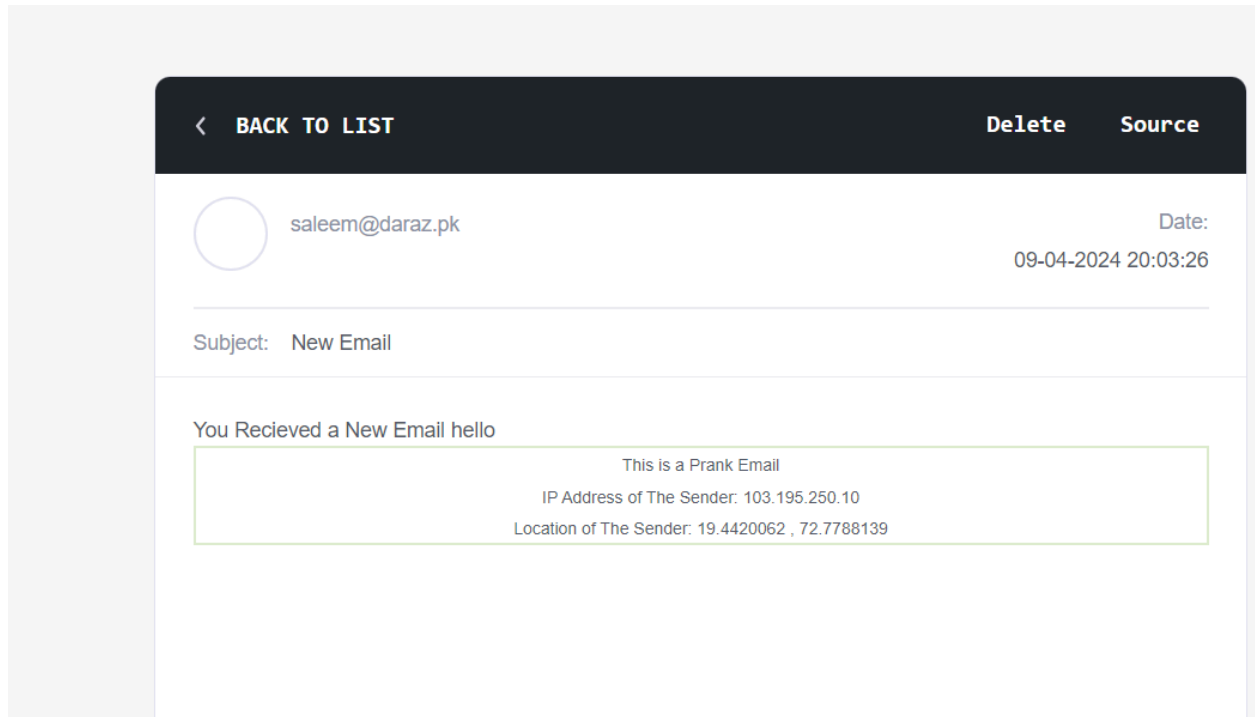 BACK TO LIST Delete Source
saleem@daraz.pk Date:
09-04-2024 20:03:26
Subject: New Email
You Recieved a New Email hello
This is a Prank Email
IP Address of The Sender: 103.195.250.10
Location of The Sender: 19.4420062 , 72.7788139